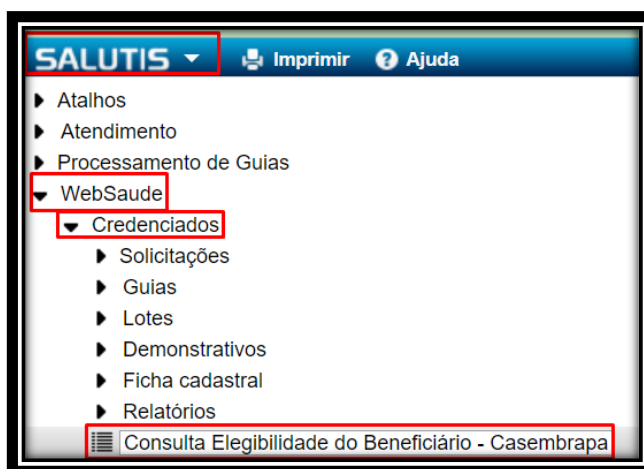 SALUTIS Imprimir Ajuda
Atalhos
Atendimento
Processamento de Guias
WebSaude
Credenciados
Solicitações
Guias
Lotes
Demonstrativos
Ficha cadastral
Relatórios
Consulta Elegibilidade do Beneficiário - Casembrapa